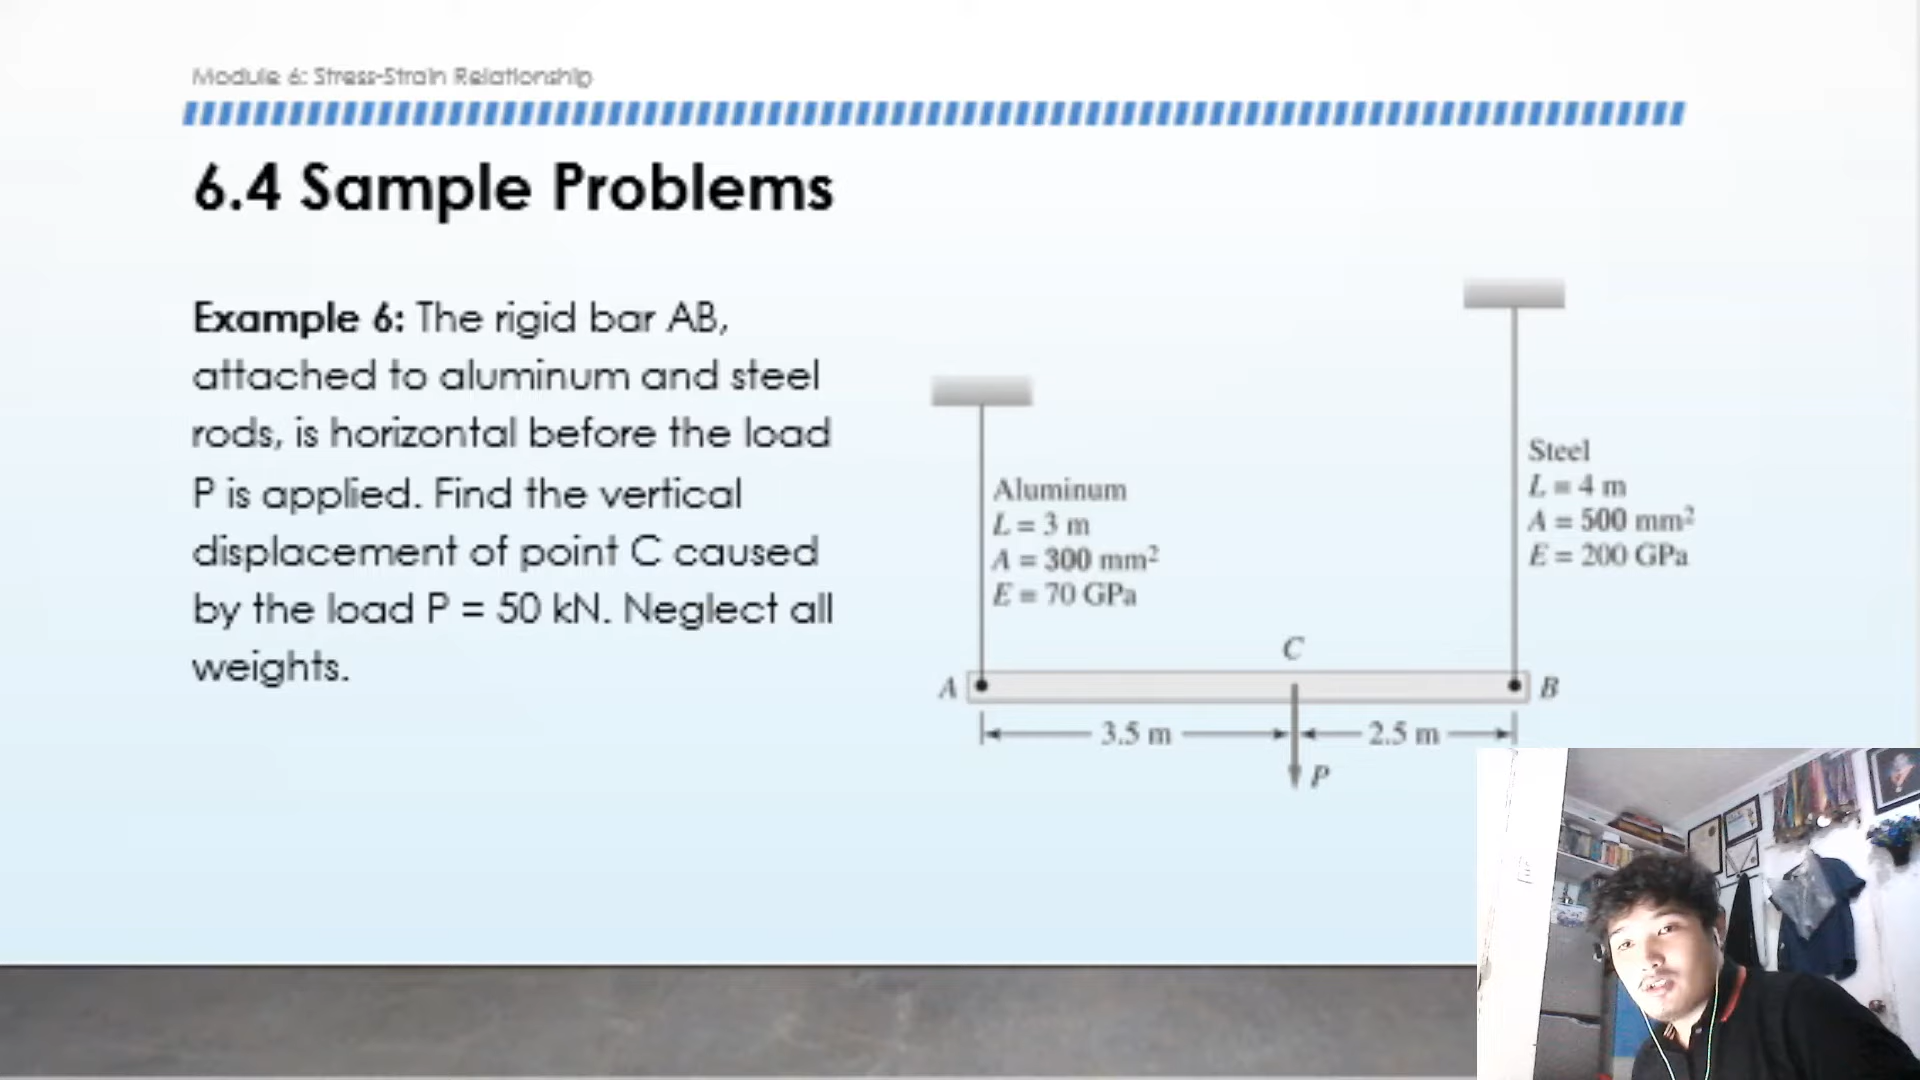 Module 6: Stress-Strain Relationship
6.4 Sample Problems
Example 6: The rigid bar AB,
attached to aluminum and steel
rods, is horizontal before the load
P is applied. Find the vertical
displacement of point C caused
by the load P = 50 kN. Neglect all
weights.
Steel
L = 4 m
A = 500 mm²
E = 200 GPa
Aluminum
L = 3 m
A = 300 mm²
E = 70 GPa
C
A
B
3.5 m
2.5 m
P